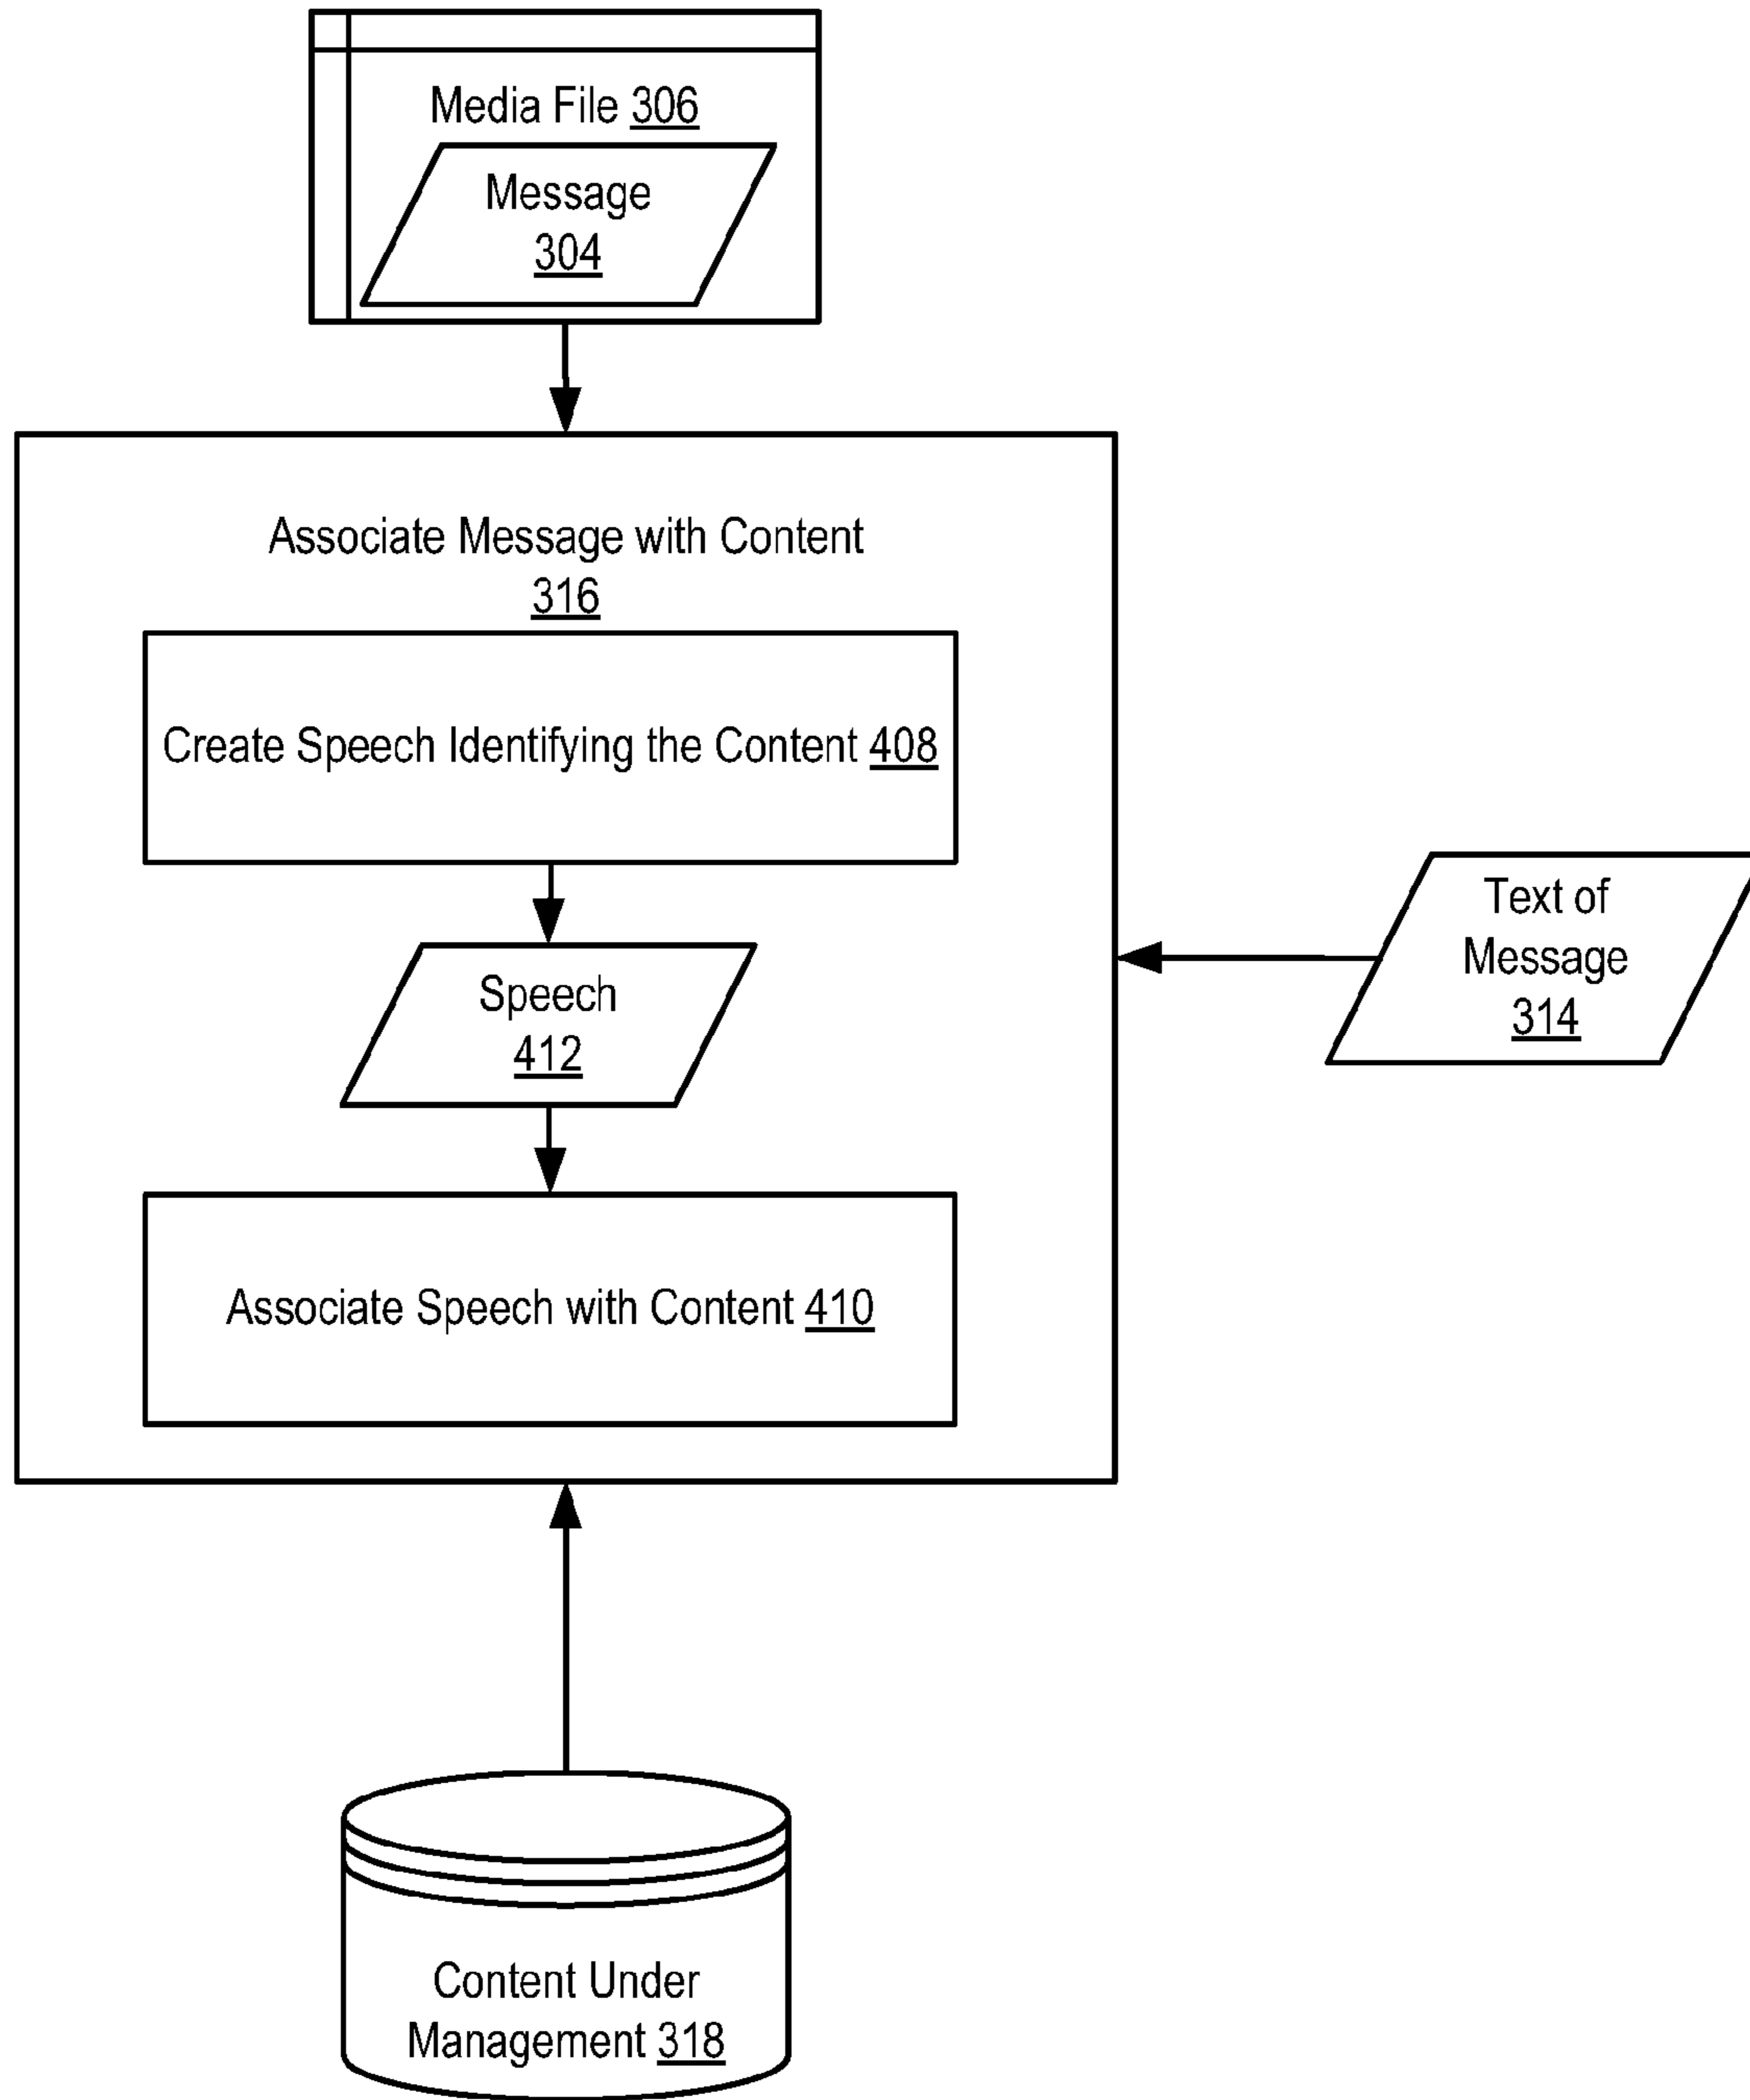 Media File 306
Message
304
Associate Message with Content
316
Create Speech Identifying the Content 408
Speech
412
Associate Speech with Content 410
Text of
Message
314
Content Under
Management 318